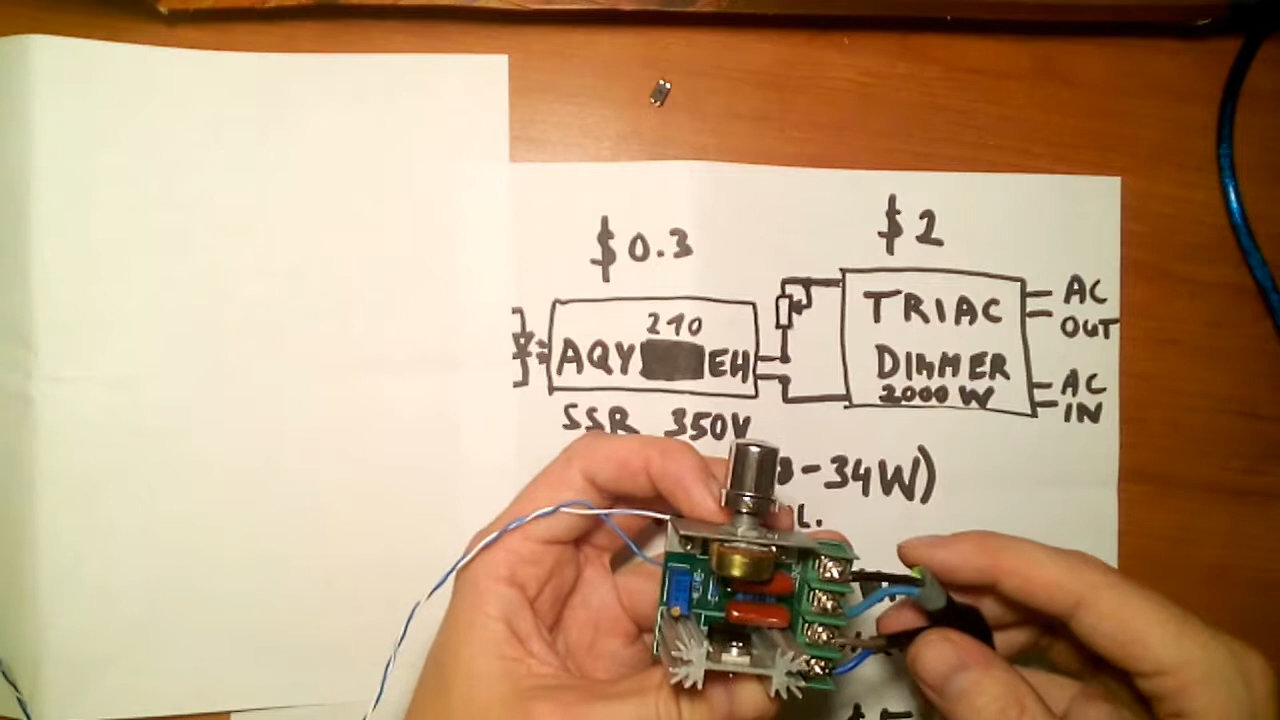 $ 0.3
$ 2
AQY 210 EH
SSR 350V
TRIAC
DIMMER
2000 W
AC
OUT
AC
IN
-34W)